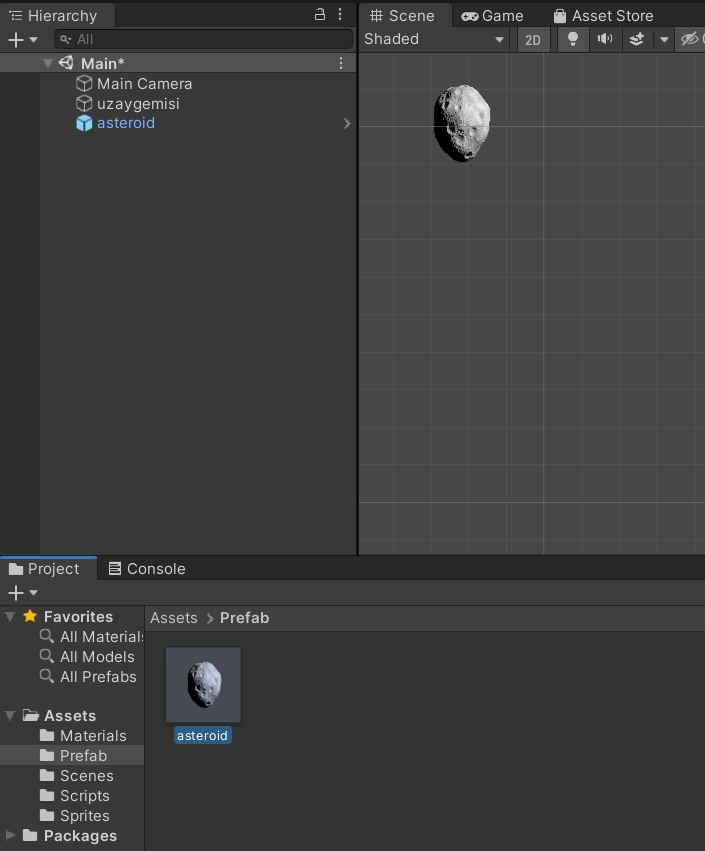 Hierarchy
All
Main*
Main Camera
uzaygemisi
asteroid
Scene Game Asset Store
Shaded 2D
Project Console
Favorites
All Materials
All Models
All Prefabs
Assets
Materials
Prefab
Scenes
Scripts
Sprites
Packages
Assets > Prefab
asteroid